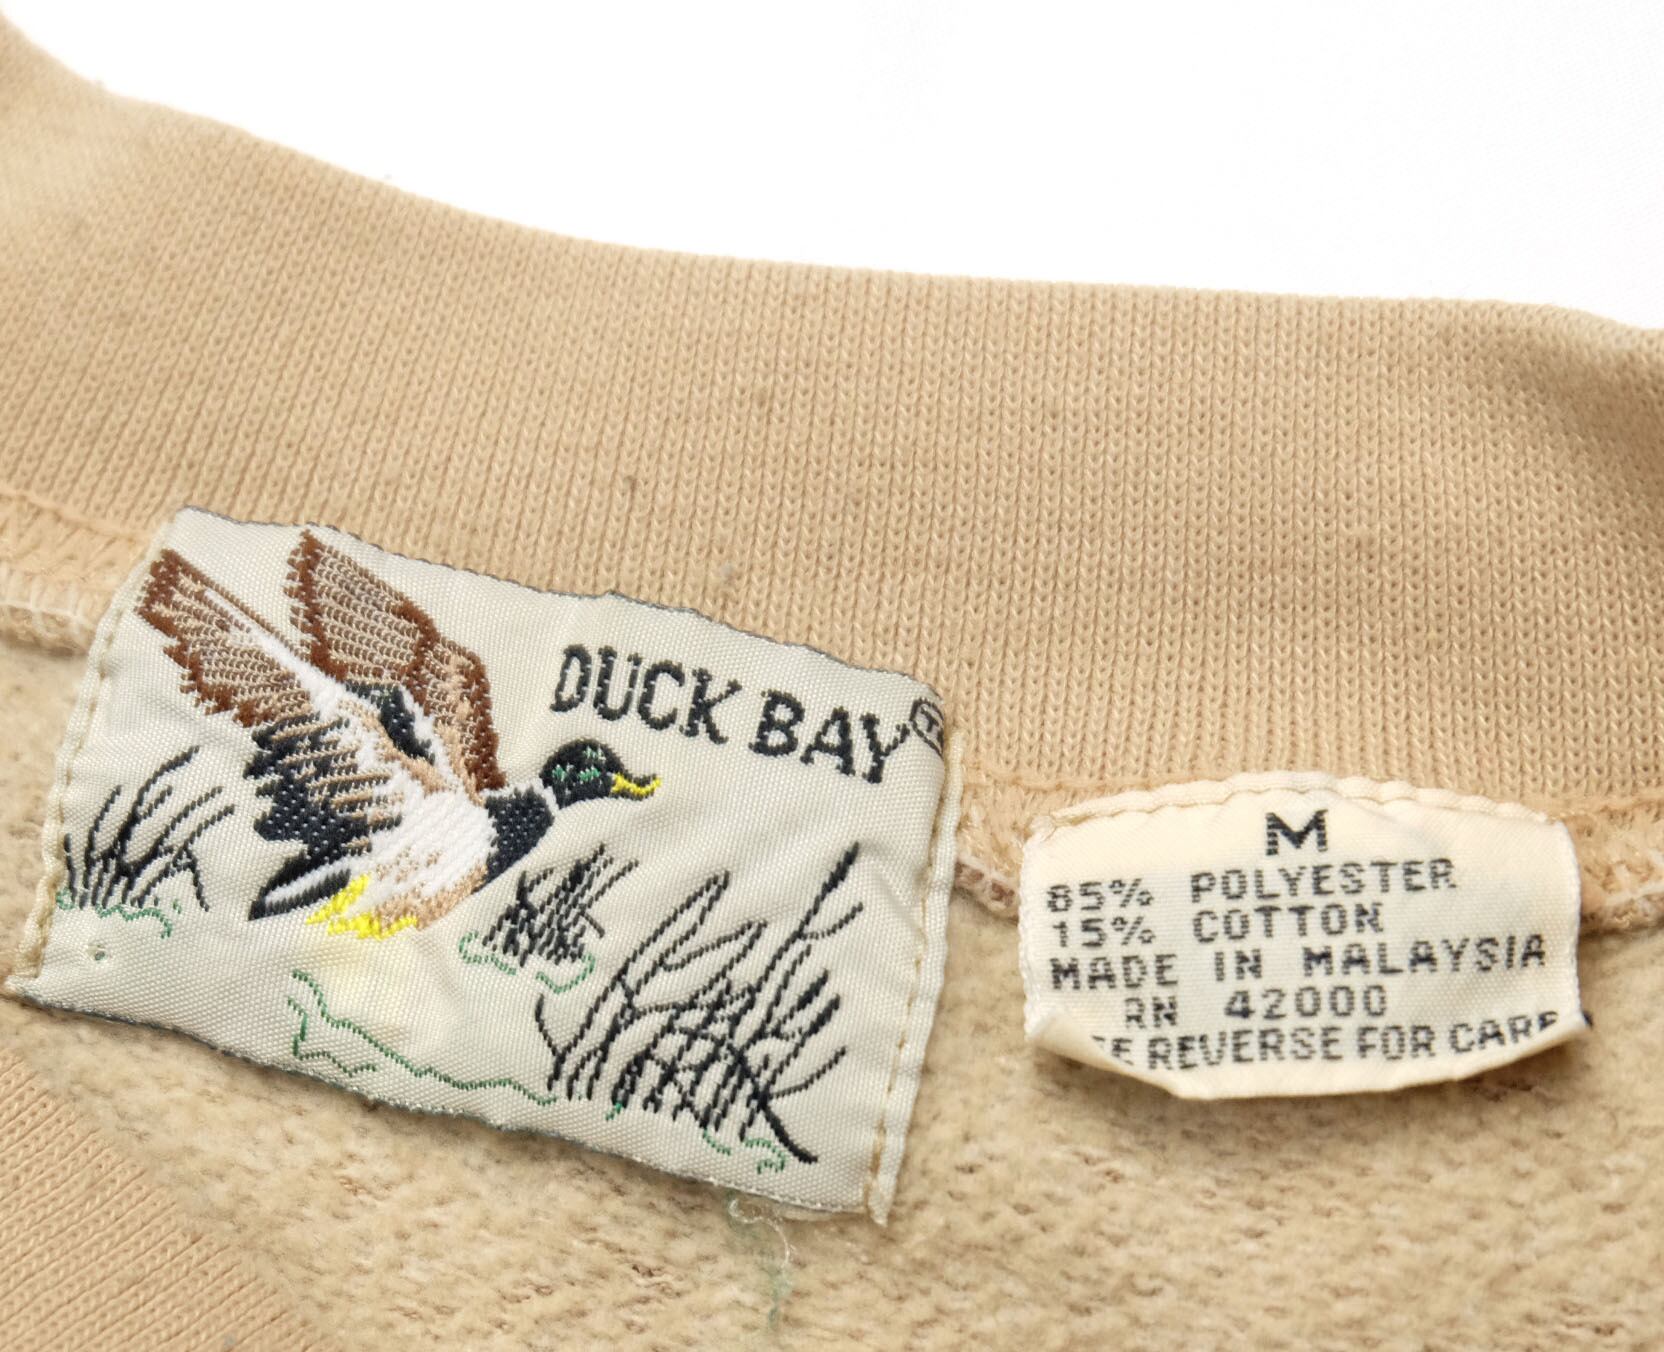 DUCK BAY
M
85% POLYESTER
15% COTTON
MADE IN MALAYSIA
RN 42000
REVERSE FOR CARE